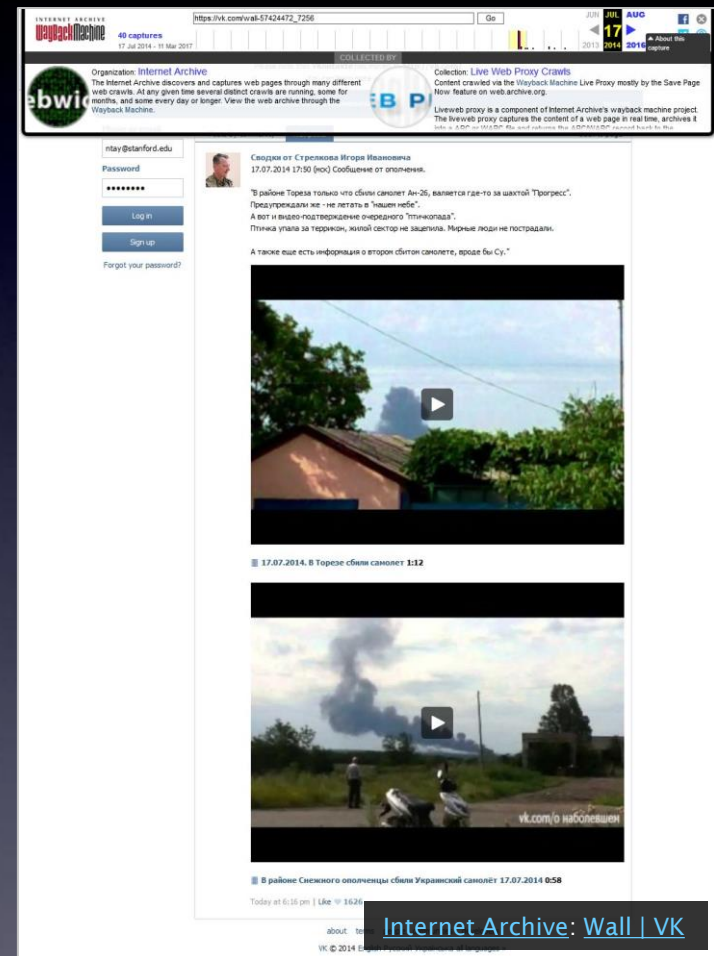 INTERNET ARCHIVE
WayBackMachine
https://vk.com/wall-57424472_7256
Go
JUN JUL AUG
17
2013 2014 2016
About this capture
40 captures
17 Jul 2014 - 11 Mar 2017
COLLECTED BY
Organization: Internet Archive
The Internet Archive discovers and captures web pages through many different
web crawls. At any given time several distinct crawls are running, some for
months, and some every day or longer. View the web archive through the
Wayback Machine.
Collection: Live Web Proxy Crawls
Content crawled via the Wayback Machine Live Proxy mostly by the Save Page
Now feature on web.archive.org.
Liveweb proxy is a component of Internet Archive's wayback machine project.
The liveweb proxy captures the content of a web page in real time, archives it
ntay@stanford.edu
Password
Log in
Sign up
Forgot your password?
Сводки от Стрелкова Игоря Ивановича
17.07.2014 17:50 (мск) Сообщение от ополчения.
"В районе Тореза только что сбили самолет Ан-26, валяется где-то за шахтой "Прогресс".
Предупреждали же - не летать в "нашем небе".
А вот и видео-подтверждение очередного "птичкопада".
Птичка упала за террикон, жилой сектор не зацепила. Мирные люди не пострадали.
А также еще есть информация о втором сбитом самолете, вроде бы Су."
17.07.2014. В Торезе сбили самолет 1:12
vk.com/о наболевшем
В районе Снежного ополченцы сбили Украинский самолёт 17.07.2014 0:58
Today at 6:16 pm | Like 1626
about
VK © 2014 English Русский
Internet Archive: Wall | VK